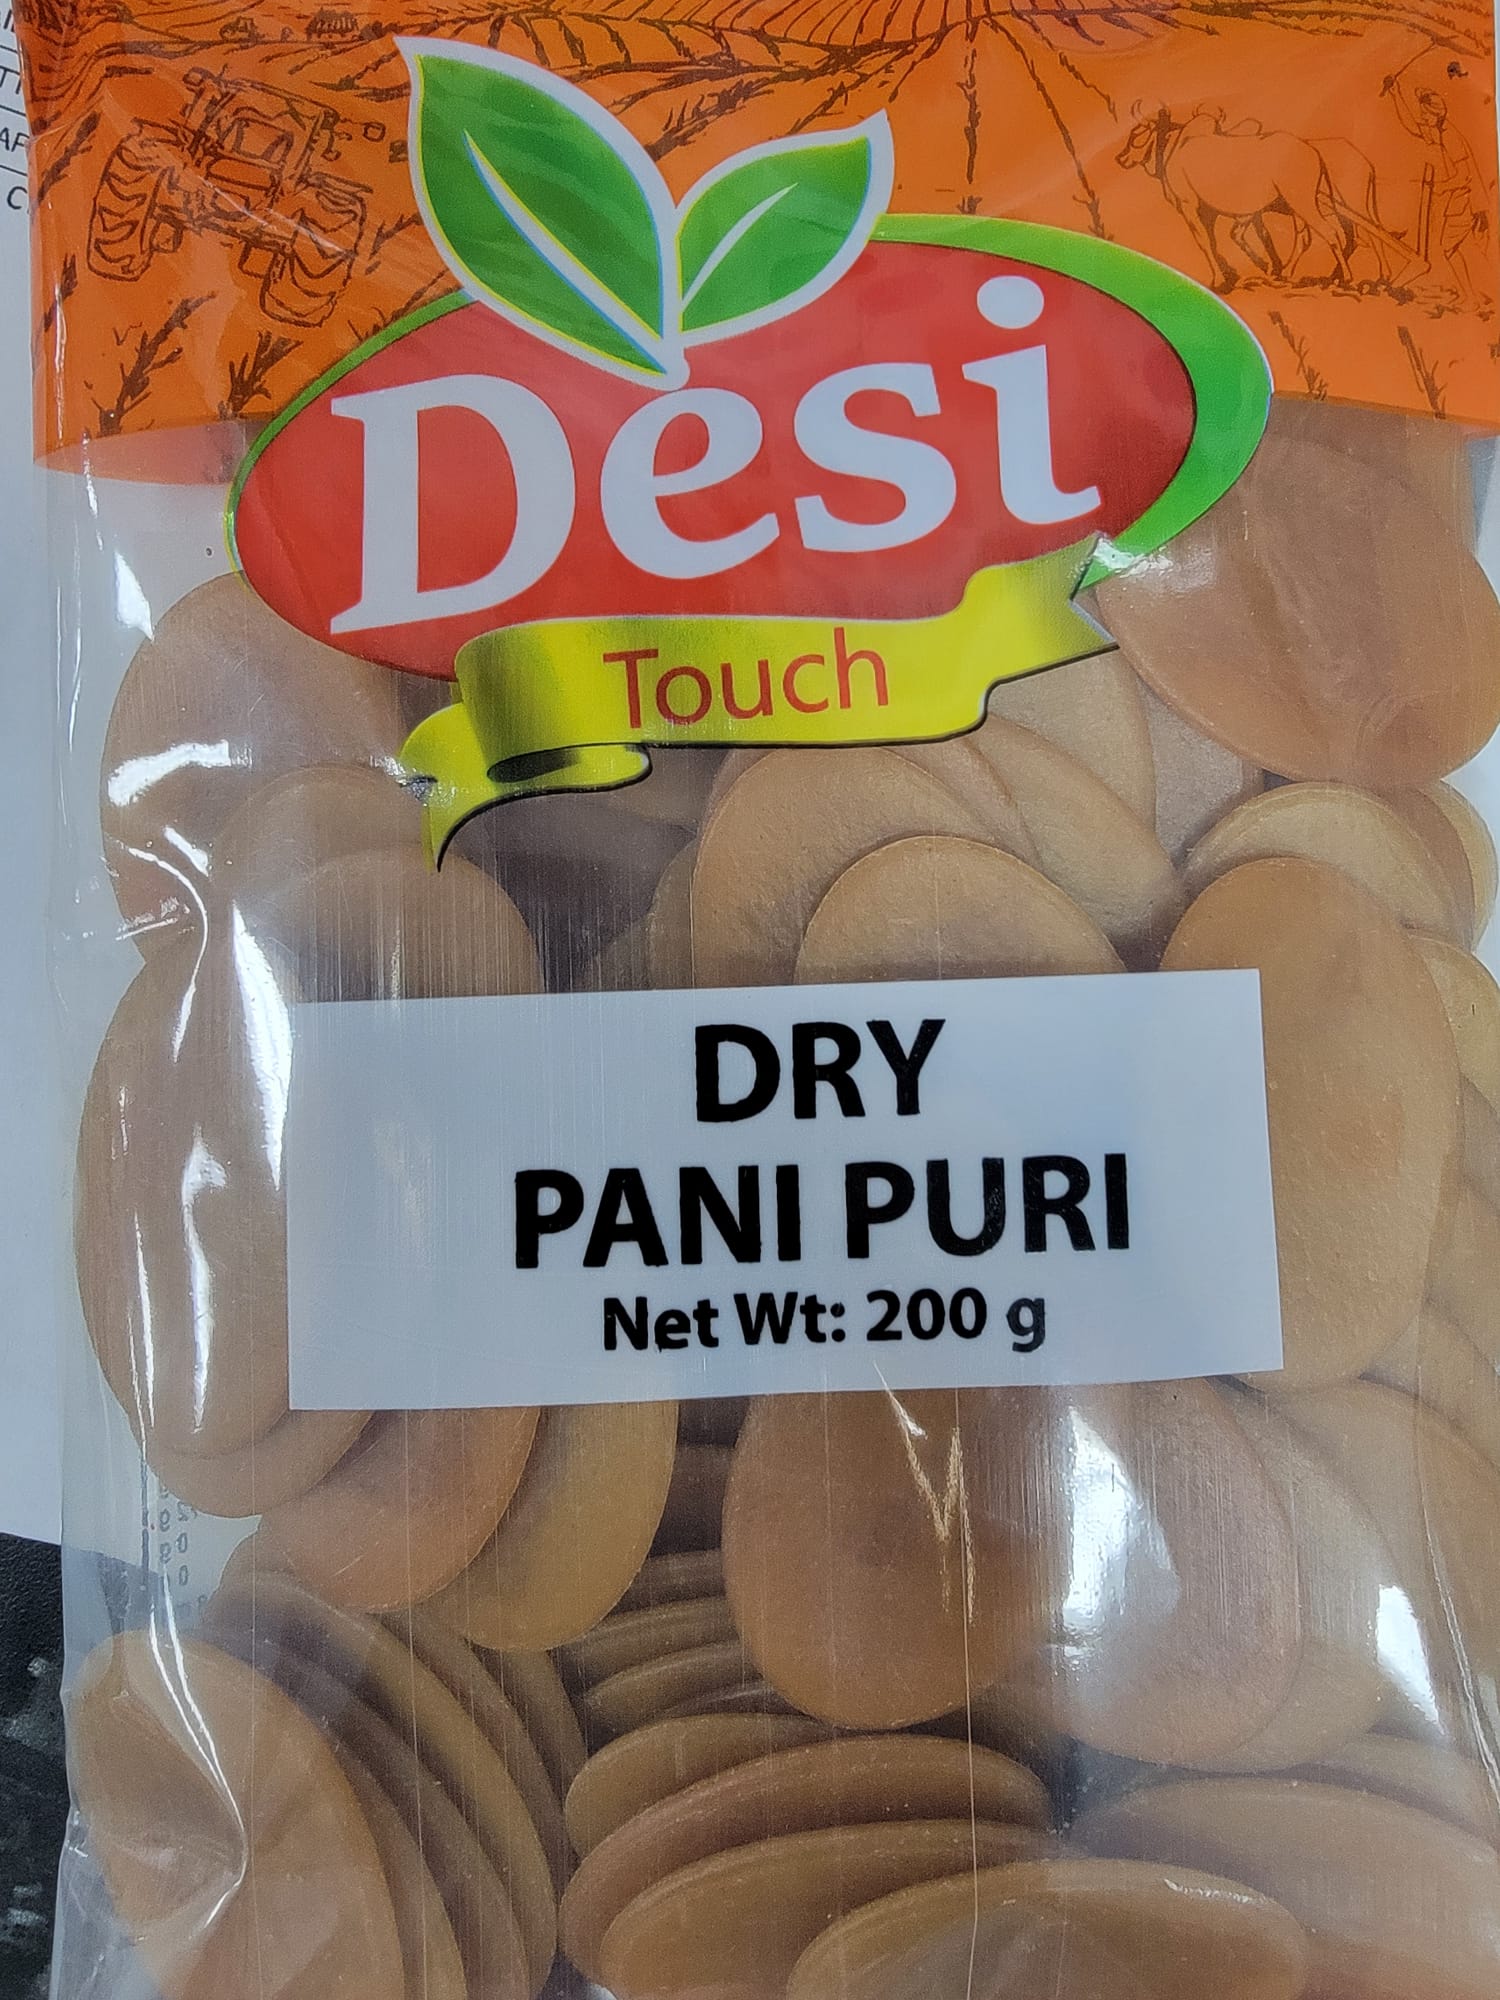 Desi
Touch
DRY
PANI PURI
Net Wt: 200 g